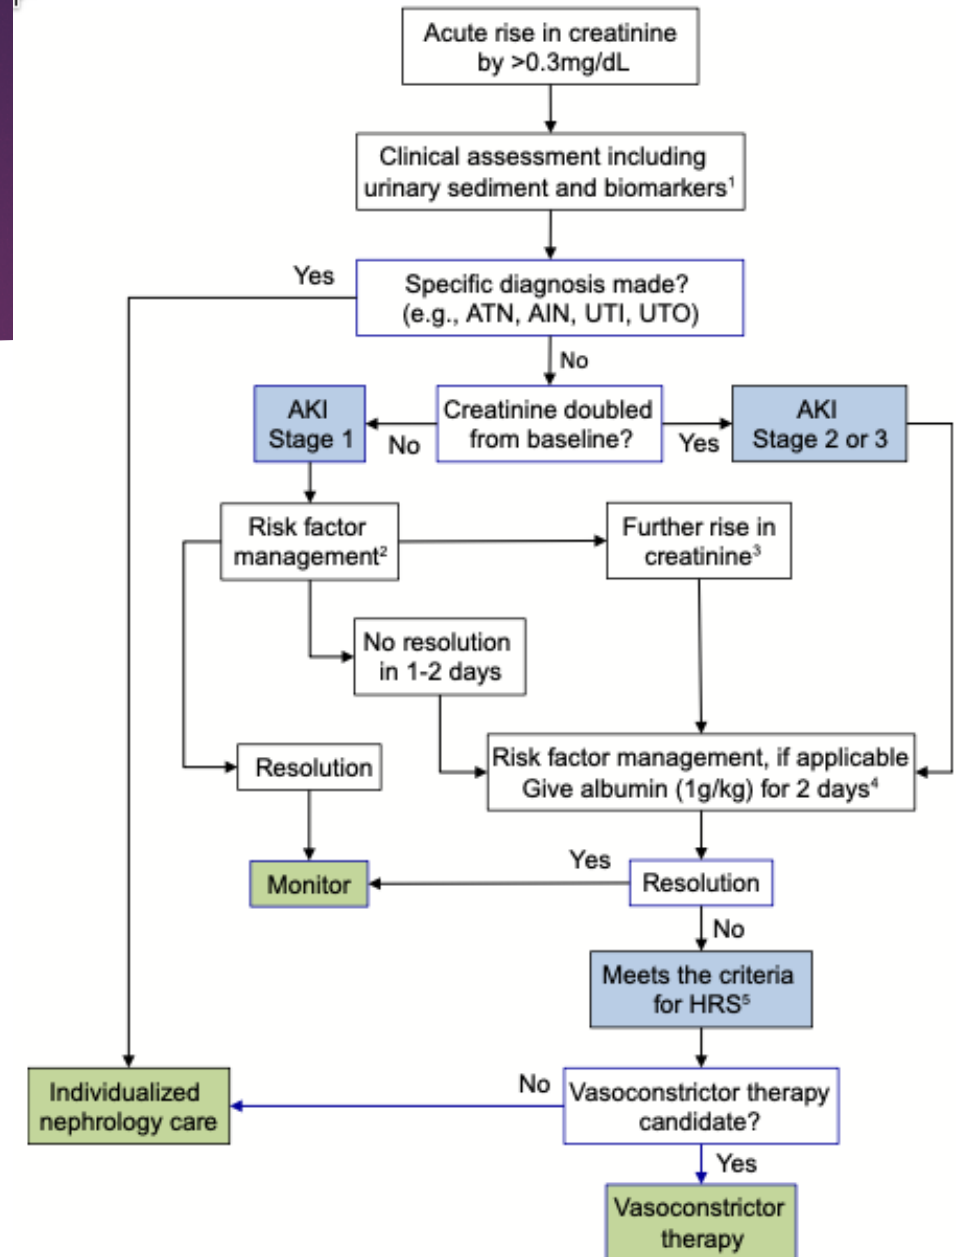 Acute rise in creatinine
by >0.3mg/dL
Clinical assessment including
urinary sediment and biomarkers¹
Yes
Specific diagnosis made?
(e.g., ATN, AIN, UTI, UTO)
No
AKI
Stage 1
No
Creatinine doubled
from baseline?
Yes
AKI
Stage 2 or 3
Risk factor
management²
Further rise in
creatinine³
No resolution
in 1-2 days
Resolution
Risk factor management, if applicable
Give albumin (1g/kg) for 2 days⁴
Monitor
Yes
Resolution
No
Meets the criteria
for HRS⁵
Individualized
nephrology care
No
Vasoconstrictor therapy
candidate?
Yes
Vasoconstrictor
therapy